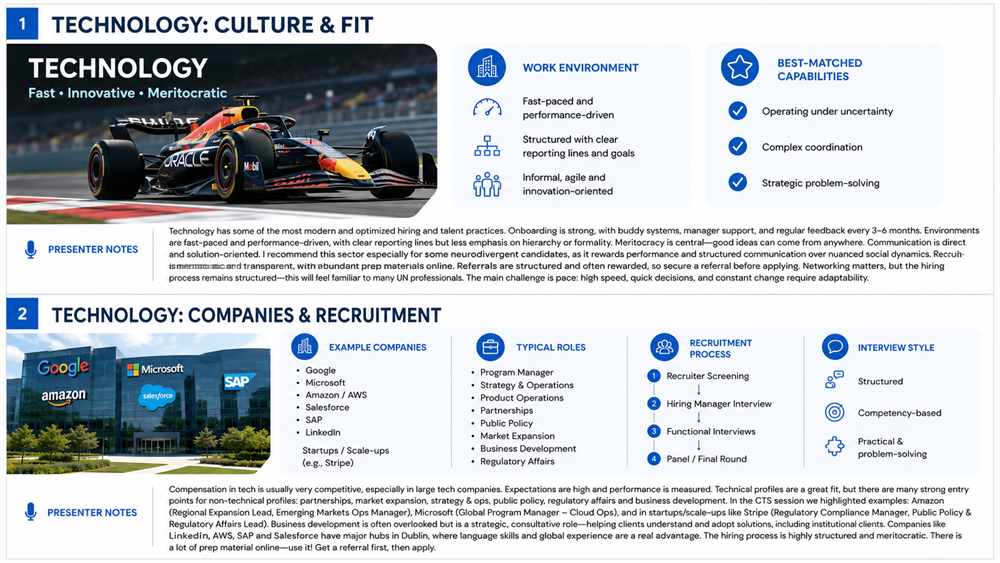 1
TECHNOLOGY: CULTURE & FIT
TECHNOLOGY
Fast • Innovative • Meritocratic
ORACLE
Mobil
WORK ENVIRONMENT
Fast-paced and
performance-driven
Structured with clear
reporting lines and goals
Informal, agile and
innovation-oriented
BEST-MATCHED
CAPABILITIES
Operating under uncertainty
Complex coordination
Strategic problem-solving
PRESENTER NOTES
Technology has some of the most modern and optimized hiring and talent practices. Onboarding is strong, with buddy systems, manager support, and regular feedback every 3–6 months. Environments
are fast-paced and performance-driven, with clear reporting lines but less emphasis on hierarchy or formality. Meritocracy is central—good ideas can come from anywhere. Communication is direct
and solution-oriented. I recommend this sector especially for some neurodivergent candidates, as it rewards performance and structured communication over nuanced social dynamics. Recruit-
is and transparent, with abundant prep materials online. Referrals are structured and often rewarded, so secure a referral before applying. Networking matters, but the hiring
process remains structured—this will feel familiar to many UN professionals. The main challenge is pace: high speed, quick decisions, and constant change require adaptability.
2
TECHNOLOGY: COMPANIES & RECRUITMENT
Google
Microsoft
amazon
salesforce
SAP
EXAMPLE COMPANIES
• Google
• Microsoft
• Amazon / AWS
• Salesforce
• SAP
• LinkedIn
Startups / Scale-ups
(e.g., Stripe)
TYPICAL ROLES
• Program Manager
• Strategy & Operations
• Product Operations
• Partnerships
• Public Policy
• Market Expansion
• Business Development
• Regulatory Affairs
RECRUITMENT
PROCESS
1 Recruiter Screening
2 Hiring Manager Interview
3 Functional Interviews
4 Panel / Final Round
INTERVIEW STYLE
Structured
Competency-based
Practical &
problem-solving
PRESENTER NOTES
Compensation in tech is usually very competitive, especially in large tech companies. Expectations are high and performance is measured. Technical profiles are a great fit, but there are many strong entry
points for non-technical profiles: partnerships, market expansion, strategy & ops, public policy, regulatory affairs and business development. In the CTS session we highlighted examples: Amazon
(Regional Expansion Lead, Emerging Markets Ops Manager), Microsoft (Global Program Manager – Cloud Ops), and in startups/scale-ups like Stripe (Regulatory Compliance Manager, Public Policy &
Regulatory Affairs Lead). Business development is often overlooked but is a strategic, consultative role—helping clients understand and adopt solutions, including institutional clients. Companies like
LinkedIn, AWS, SAP and Salesforce have major hubs in Dublin, where language skills and global experience are a real advantage. The hiring process is highly structured and meritocratic. There is
a lot of prep material online—use it! Get a referral first, then apply.